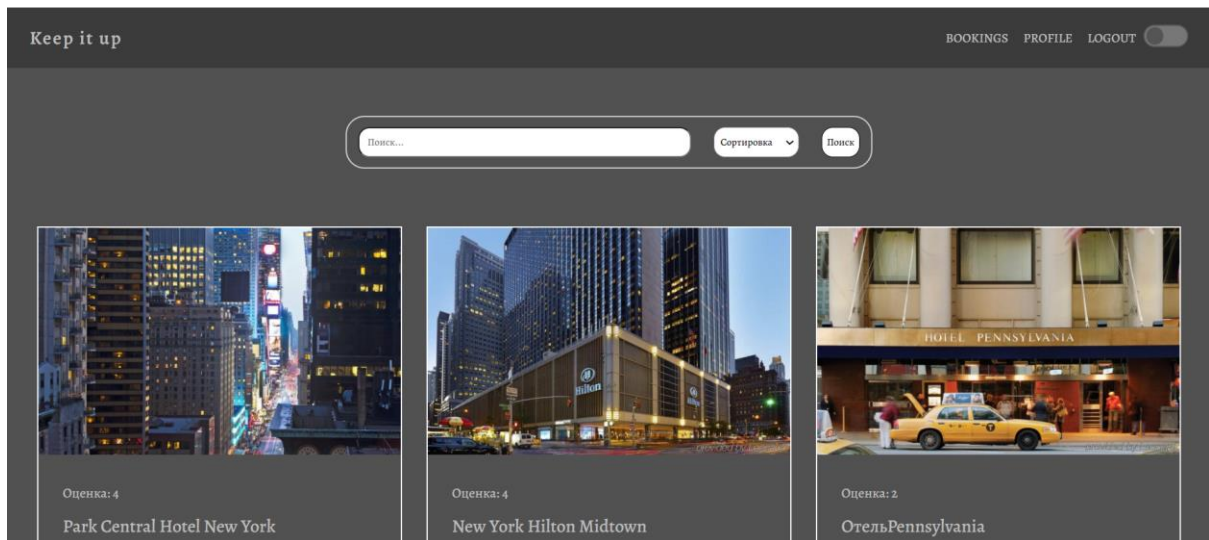 Keep it up
BOOKINGS PROFILE LOGOUT
Поиск... Сортировка Поиск
Hilton
HOTEL PENNSYLVANIA
Оценка: 4
Park Central Hotel New York
Оценка: 4
New York Hilton Midtown
Оценка: 2
ОтельPennsylvania